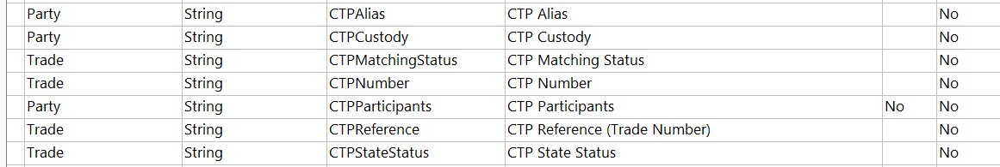 Party String CTPAlias CTP Alias No
Party String CTPCustody CTP Custody No
Trade String CTPMatchingStatus CTP Matching Status No
Trade String CTPNumber CTP Number No
Party String CTPParticipants CTP Participants No No
Trade String CTPReference CTP Reference (Trade Number) No
Trade String CTPStateStatus CTP State Status No